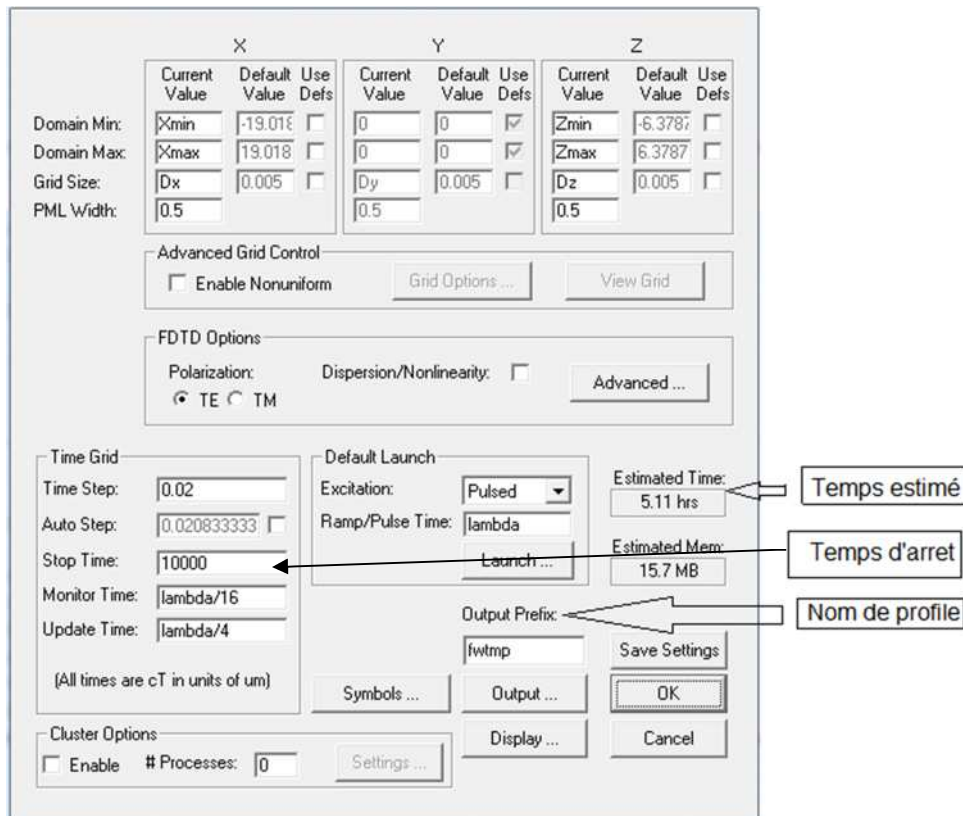 X Y Z
Current Default Use Current Default Use Current Default Use
Value Value Defs Value Value Defs Value Value Defs
Domain Min: Xmin -19.018 0 0 Zmin -6.3787
Domain Max: Xmax 19.018 0 0 Zmax 6.3787
Grid Size: Dx 0.005 Dy 0.005 Dz 0.005
PML Width: 0.5 0.5 0.5
Advanced Grid Control
Enable Nonuniform Grid Options ... View Grid
FDTD Options
Polarization: Dispersion/Nonlinearity: Advanced ...
TE TM
Time Grid
Time Step: 0.02
Auto Step: 0.020833333
Stop Time: 10000
Monitor Time: lambda/16
Update Time: lambda/4
(All times are cT in units of um)
Default Launch
Excitation: Pulsed
Ramp/Pulse Time: lambda
Launch ...
Estimated Time:
5.11 hrs
Temps estimé
Estimated Mem:
15.7 MB
Temps d'arret
Output Prefix:
Nom de profile
fwtmp Save Settings
Symbols ... Output ... OK
Display ... Cancel
Cluster Options
Enable # Processes: 0 Settings ...